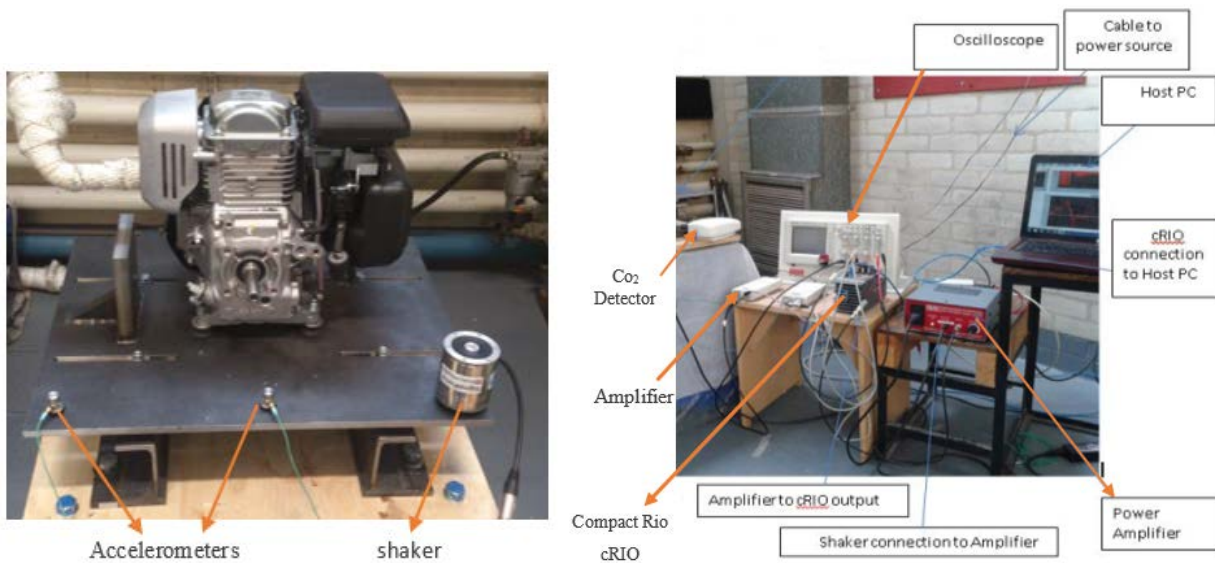 Accelerometers
shaker
Oscilloscope
Cable to
power source
Host PC
cRIO
connection
to Host PC
Co₂
Detector
Amplifier
Compact Rio
cRIO
Amplifier to cRIO output
Shaker connection to Amplifier
Power
Amplifier